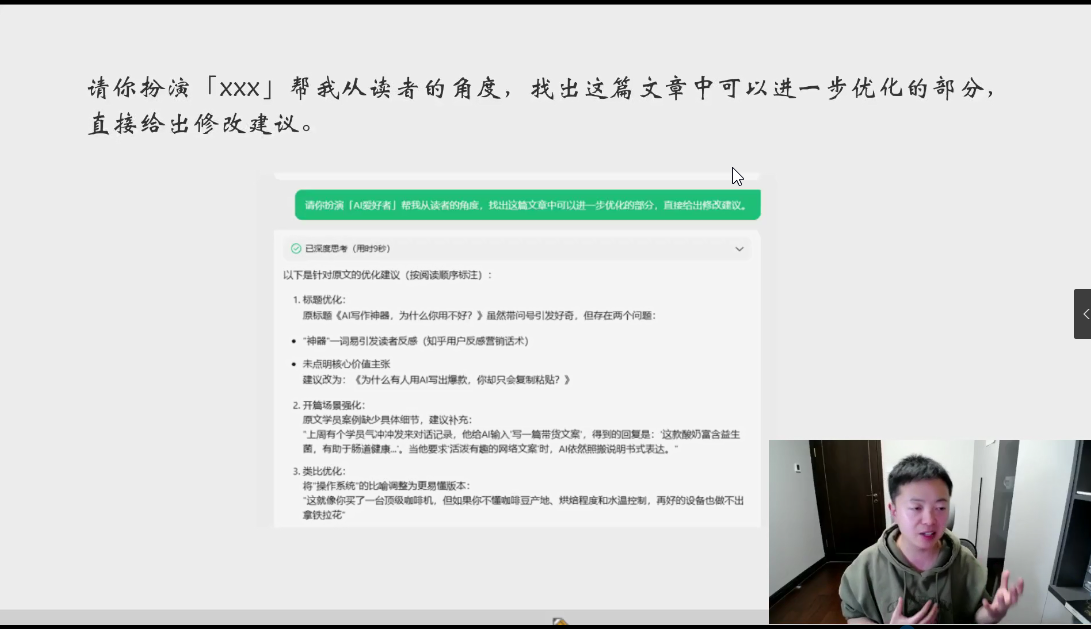 请你扮演「xxx」帮我从读者的角度，找出这篇文章中可以进一步优化的部分，
直接给出修改建议。
请你扮演「AI爱好者」帮我从读者的角度，找出这篇文章中可以进一步优化的部分，直接给出修改建议。
已深度思考（用时9秒）
以下是针对原文的优化建议（按阅读顺序标注）：
1. 标题优化：
原标题《AI写作神器，为什么你用不好？》虽然带问号引发好奇，但存在两个问题：
• "神器"一词易引发读者反感（知乎用户反感营销话术）
• 未点明核心价值主张
建议改为：《为什么有人用AI写出爆款，你却只会复制粘贴？》
2. 开篇场景强化：
原文学员案例缺少具体细节，建议补充：
"上周有个学员气冲冲发来对话记录，他给AI输入'写一篇带货文案'，得到的回复是：'这款酸奶富含益生
菌，有助于肠道健康...'。当他要求'活泼有趣的网络文案'时，AI依然照搬说明书式表达。"
3. 类比优化：
将"操作系统"的比喻调整为更易懂版本：
"这就像你买了一台顶级咖啡机，但如果你不懂咖啡豆产地、烘焙程度和水温控制，再好的设备也做不出
拿铁拉花"